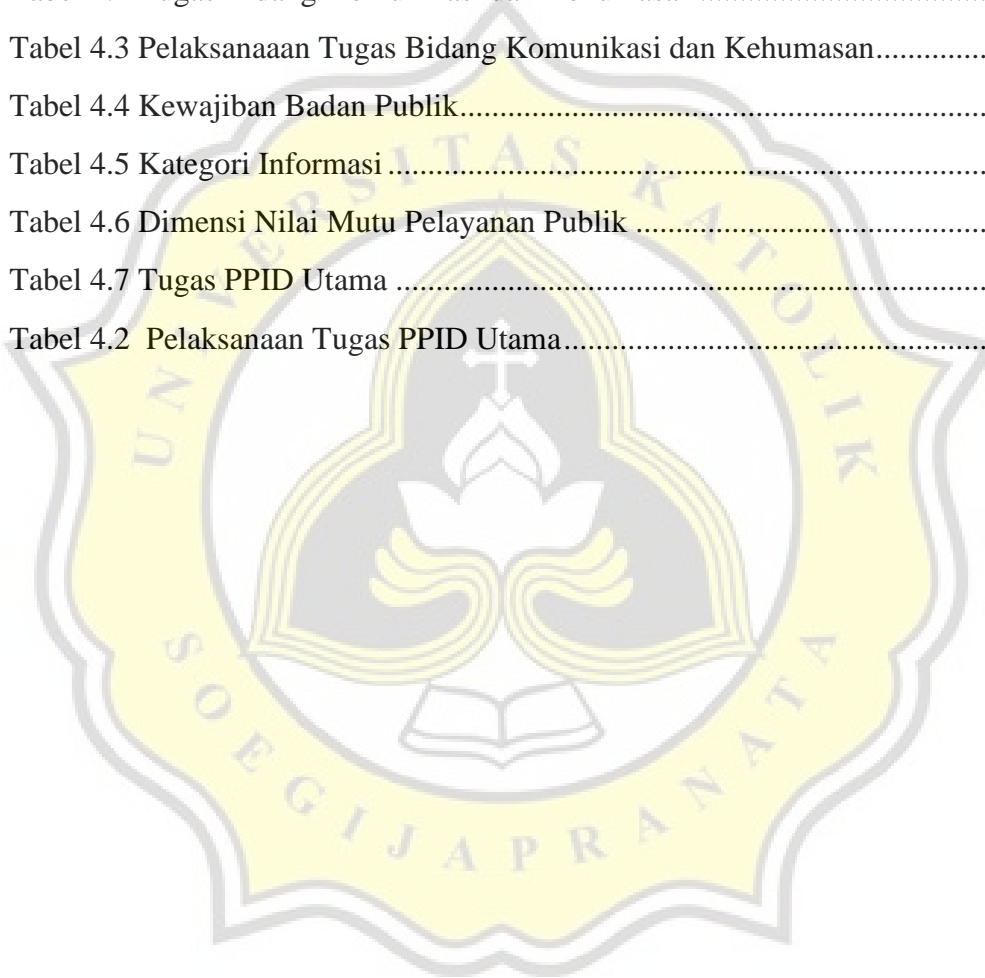 Tabel 4.3 Pelaksanaaan Tugas Bidang Komunikasi dan Kehumasan..............
Tabel 4.4 Kewajiban Badan Publik..............................................................
Tabel 4.5 Kategori Informasi ......................................................................
Tabel 4.6 Dimensi Nilai Mutu Pelayanan Publik .........................................
Tabel 4.7 Tugas PPID Utama .....................................................................
Tabel 4.2  Pelaksanaan Tugas PPID Utama.................................................
UNIVERSITAS KATOLIK
SOEGIJAPRANATA